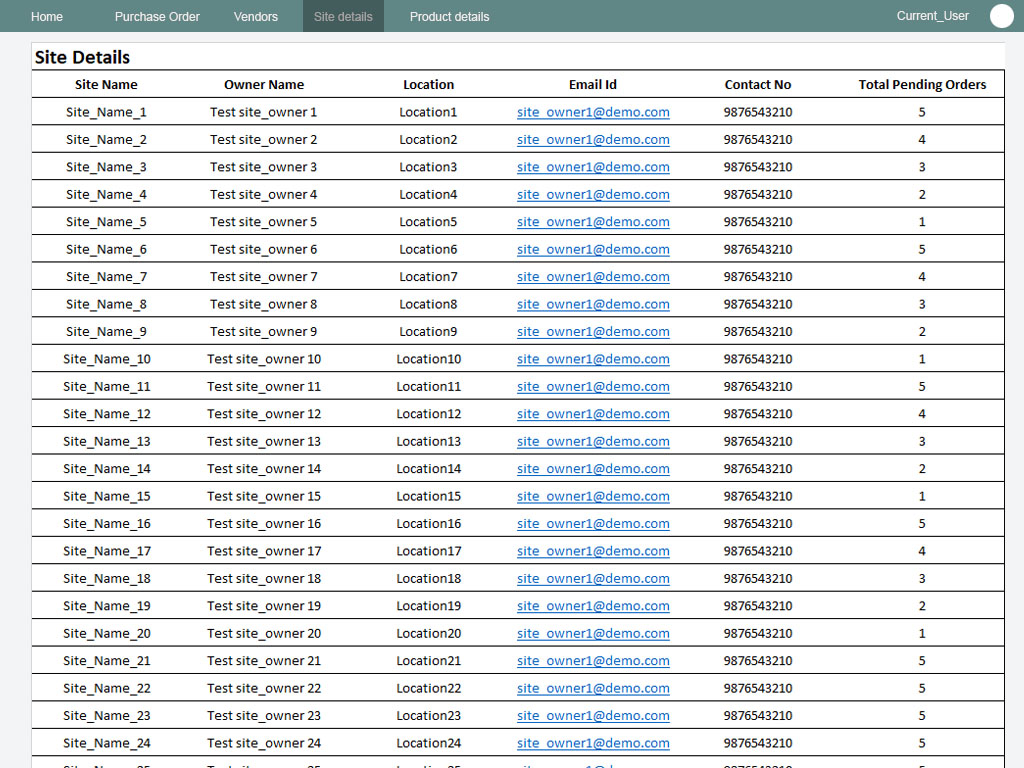 Home Purchase Order Vendors Site details Product details Current_User
Site Details
Site Name Owner Name Location Email Id Contact No Total Pending Orders
Site_Name_1 Test site_owner 1 Location1 site_owner1@demo.com 9876543210 5
Site_Name_2 Test site_owner 2 Location2 site_owner1@demo.com 9876543210 4
Site_Name_3 Test site_owner 3 Location3 site_owner1@demo.com 9876543210 3
Site_Name_4 Test site_owner 4 Location4 site_owner1@demo.com 9876543210 2
Site_Name_5 Test site_owner 5 Location5 site_owner1@demo.com 9876543210 1
Site_Name_6 Test site_owner 6 Location6 site_owner1@demo.com 9876543210 5
Site_Name_7 Test site_owner 7 Location7 site_owner1@demo.com 9876543210 4
Site_Name_8 Test site_owner 8 Location8 site_owner1@demo.com 9876543210 3
Site_Name_9 Test site_owner 9 Location9 site_owner1@demo.com 9876543210 2
Site_Name_10 Test site_owner 10 Location10 site_owner1@demo.com 9876543210 1
Site_Name_11 Test site_owner 11 Location11 site_owner1@demo.com 9876543210 5
Site_Name_12 Test site_owner 12 Location12 site_owner1@demo.com 9876543210 4
Site_Name_13 Test site_owner 13 Location13 site_owner1@demo.com 9876543210 3
Site_Name_14 Test site_owner 14 Location14 site_owner1@demo.com 9876543210 2
Site_Name_15 Test site_owner 15 Location15 site_owner1@demo.com 9876543210 1
Site_Name_16 Test site_owner 16 Location16 site_owner1@demo.com 9876543210 5
Site_Name_17 Test site_owner 17 Location17 site_owner1@demo.com 9876543210 4
Site_Name_18 Test site_owner 18 Location18 site_owner1@demo.com 9876543210 3
Site_Name_19 Test site_owner 19 Location19 site_owner1@demo.com 9876543210 2
Site_Name_20 Test site_owner 20 Location20 site_owner1@demo.com 9876543210 1
Site_Name_21 Test site_owner 21 Location21 site_owner1@demo.com 9876543210 5
Site_Name_22 Test site_owner 22 Location22 site_owner1@demo.com 9876543210 5
Site_Name_23 Test site_owner 23 Location23 site_owner1@demo.com 9876543210 5
Site_Name_24 Test site_owner 24 Location24 site_owner1@demo.com 9876543210 5